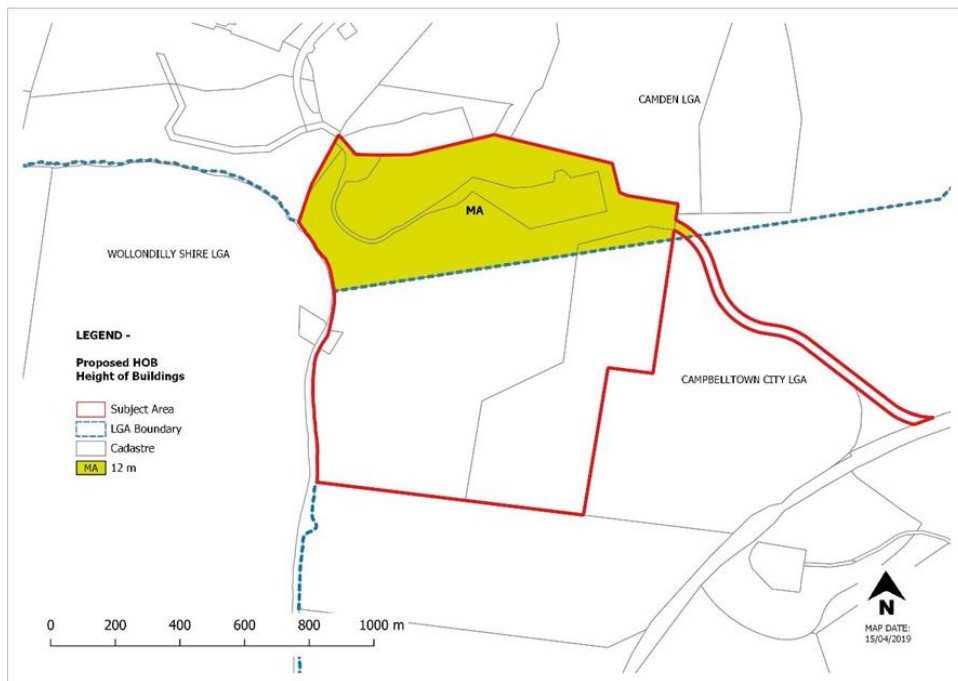 CAMDEN LGA
MA
WOLLONDILLY SHIRE LGA
LEGEND -
Proposed HOB
Height of Buildings
Subject Area
LGA Boundary
Cadastre
MA 12 m
CAMPBELLTOWN CITY LGA
N
MAP DATE:
15/04/2019
0 200 400 600 800 1000 m